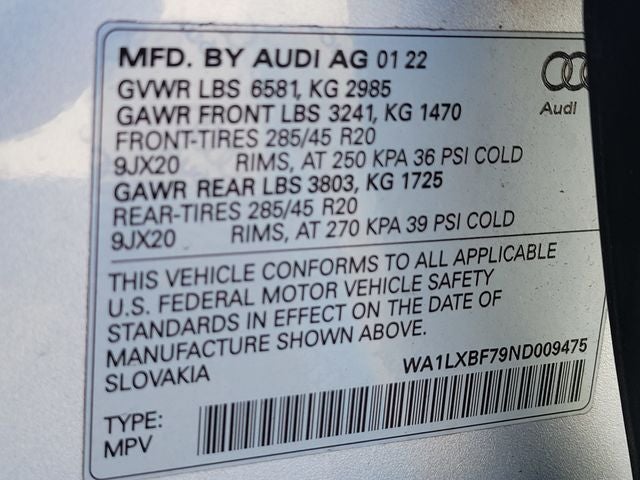 MFD. BY AUDI AG 01 22
GVWR LBS 6581, KG 2985
GAWR FRONT LBS 3241, KG 1470
Audi
FRONT-TIRES 285/45 R20
9JX20 RIMS, AT 250 KPA 36 PSI COLD
GAWR REAR LBS 3803, KG 1725
REAR-TIRES 285/45 R20
9JX20 RIMS, AT 270 KPA 39 PSI COLD
THIS VEHICLE CONFORMS TO ALL APPLICABLE
U.S. FEDERAL MOTOR VEHICLE SAFETY
STANDARDS IN EFFECT ON THE DATE OF
MANUFACTURE SHOWN ABOVE.
SLOVAKIA
WA1LXBF79ND009475
TYPE:
MPV